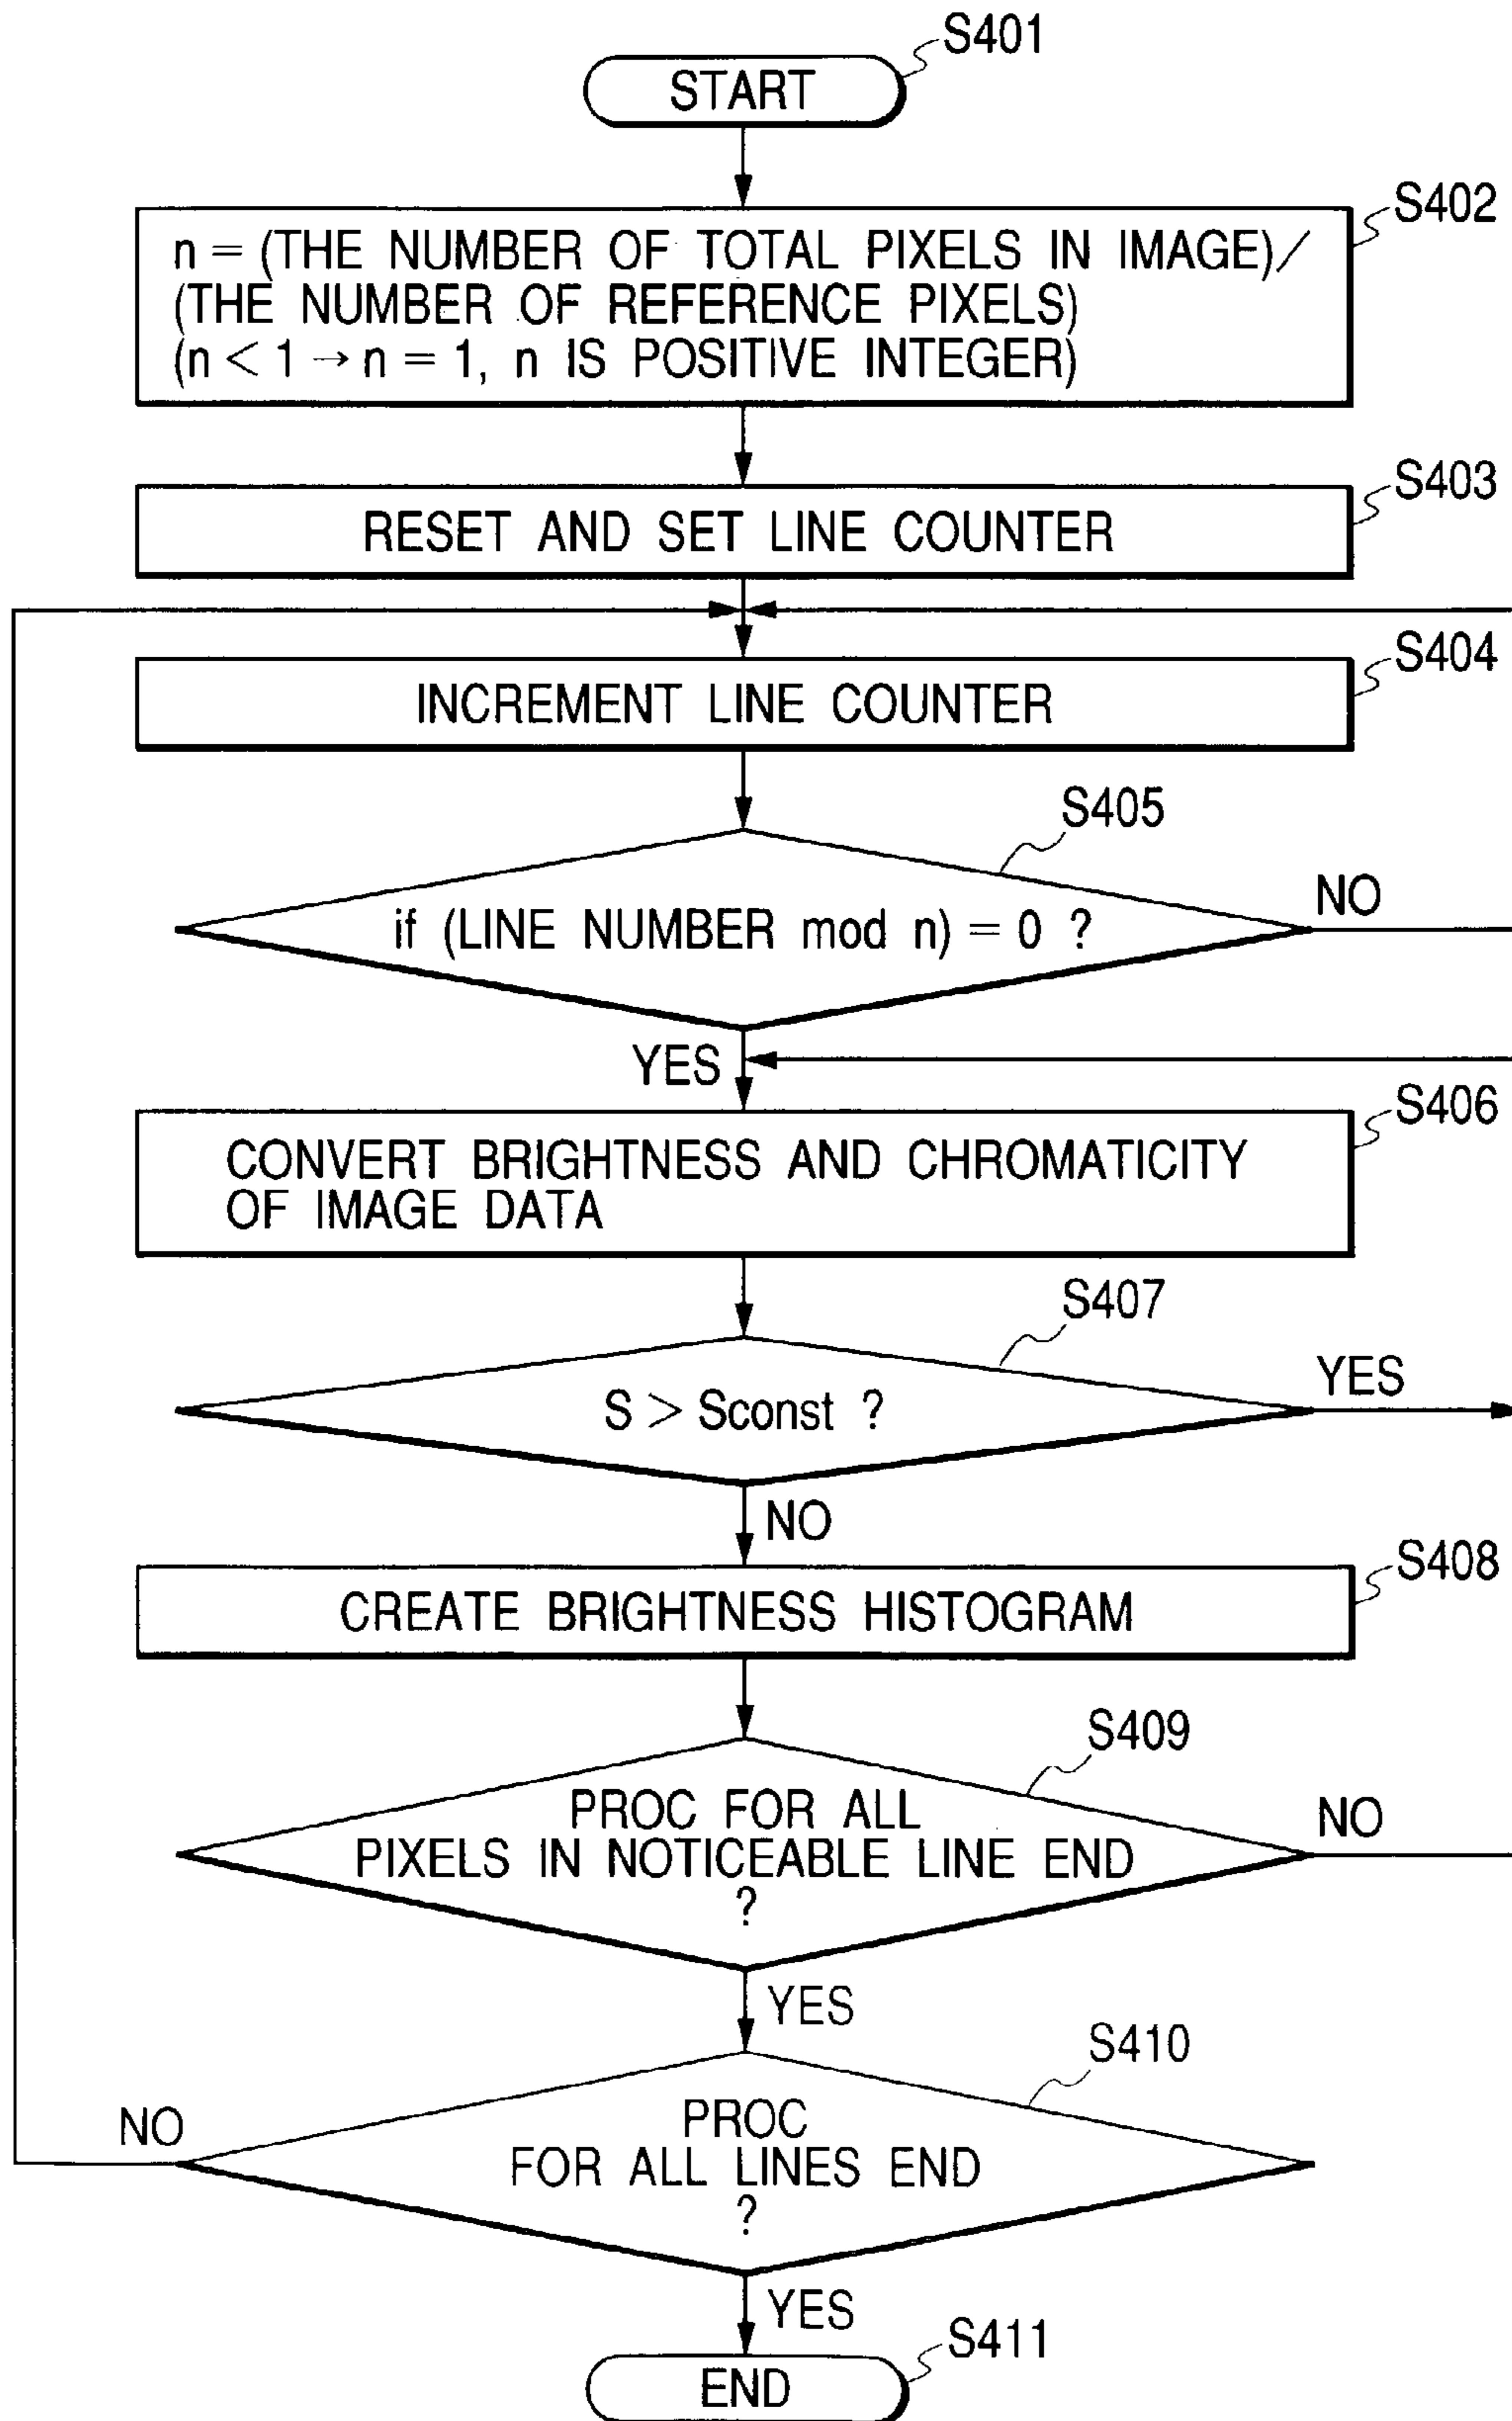 S401
START
S402
n = (THE NUMBER OF TOTAL PIXELS IN IMAGE)/
(THE NUMBER OF REFERENCE PIXELS)
(n < 1 → n = 1, n IS POSITIVE INTEGER)
S403
RESET AND SET LINE COUNTER
S404
INCREMENT LINE COUNTER
S405
if (LINE NUMBER mod n) = 0 ?
NO
YES
S406
CONVERT BRIGHTNESS AND CHROMATICITY
OF IMAGE DATA
S407
S > Sconst ?
YES
NO
S408
CREATE BRIGHTNESS HISTOGRAM
S409
PROC FOR ALL
PIXELS IN NOTICEABLE LINE END
?
NO
YES
S410
PROC
FOR ALL LINES END
?
NO
YES
S411
END